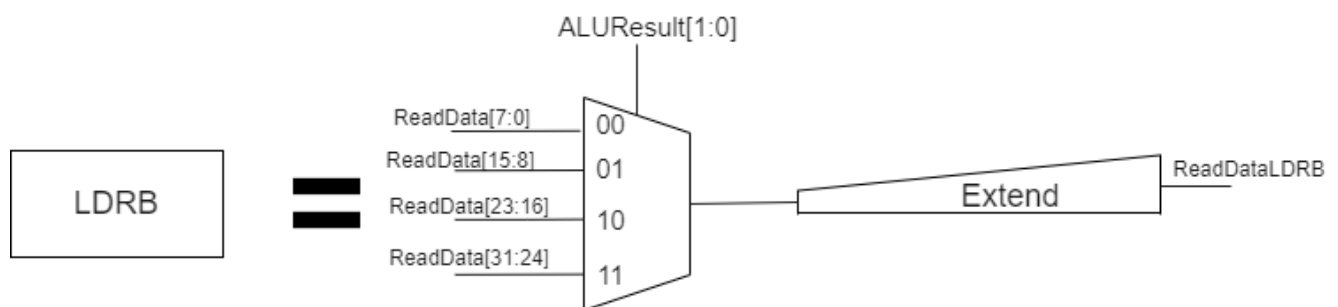 ALUResult[1:0]
ReadData[7:0]
00
ReadData[15:8]
01
ReadData[23:16]
10
ReadData[31:24]
11
LDRB
Extend
ReadDataLDRB